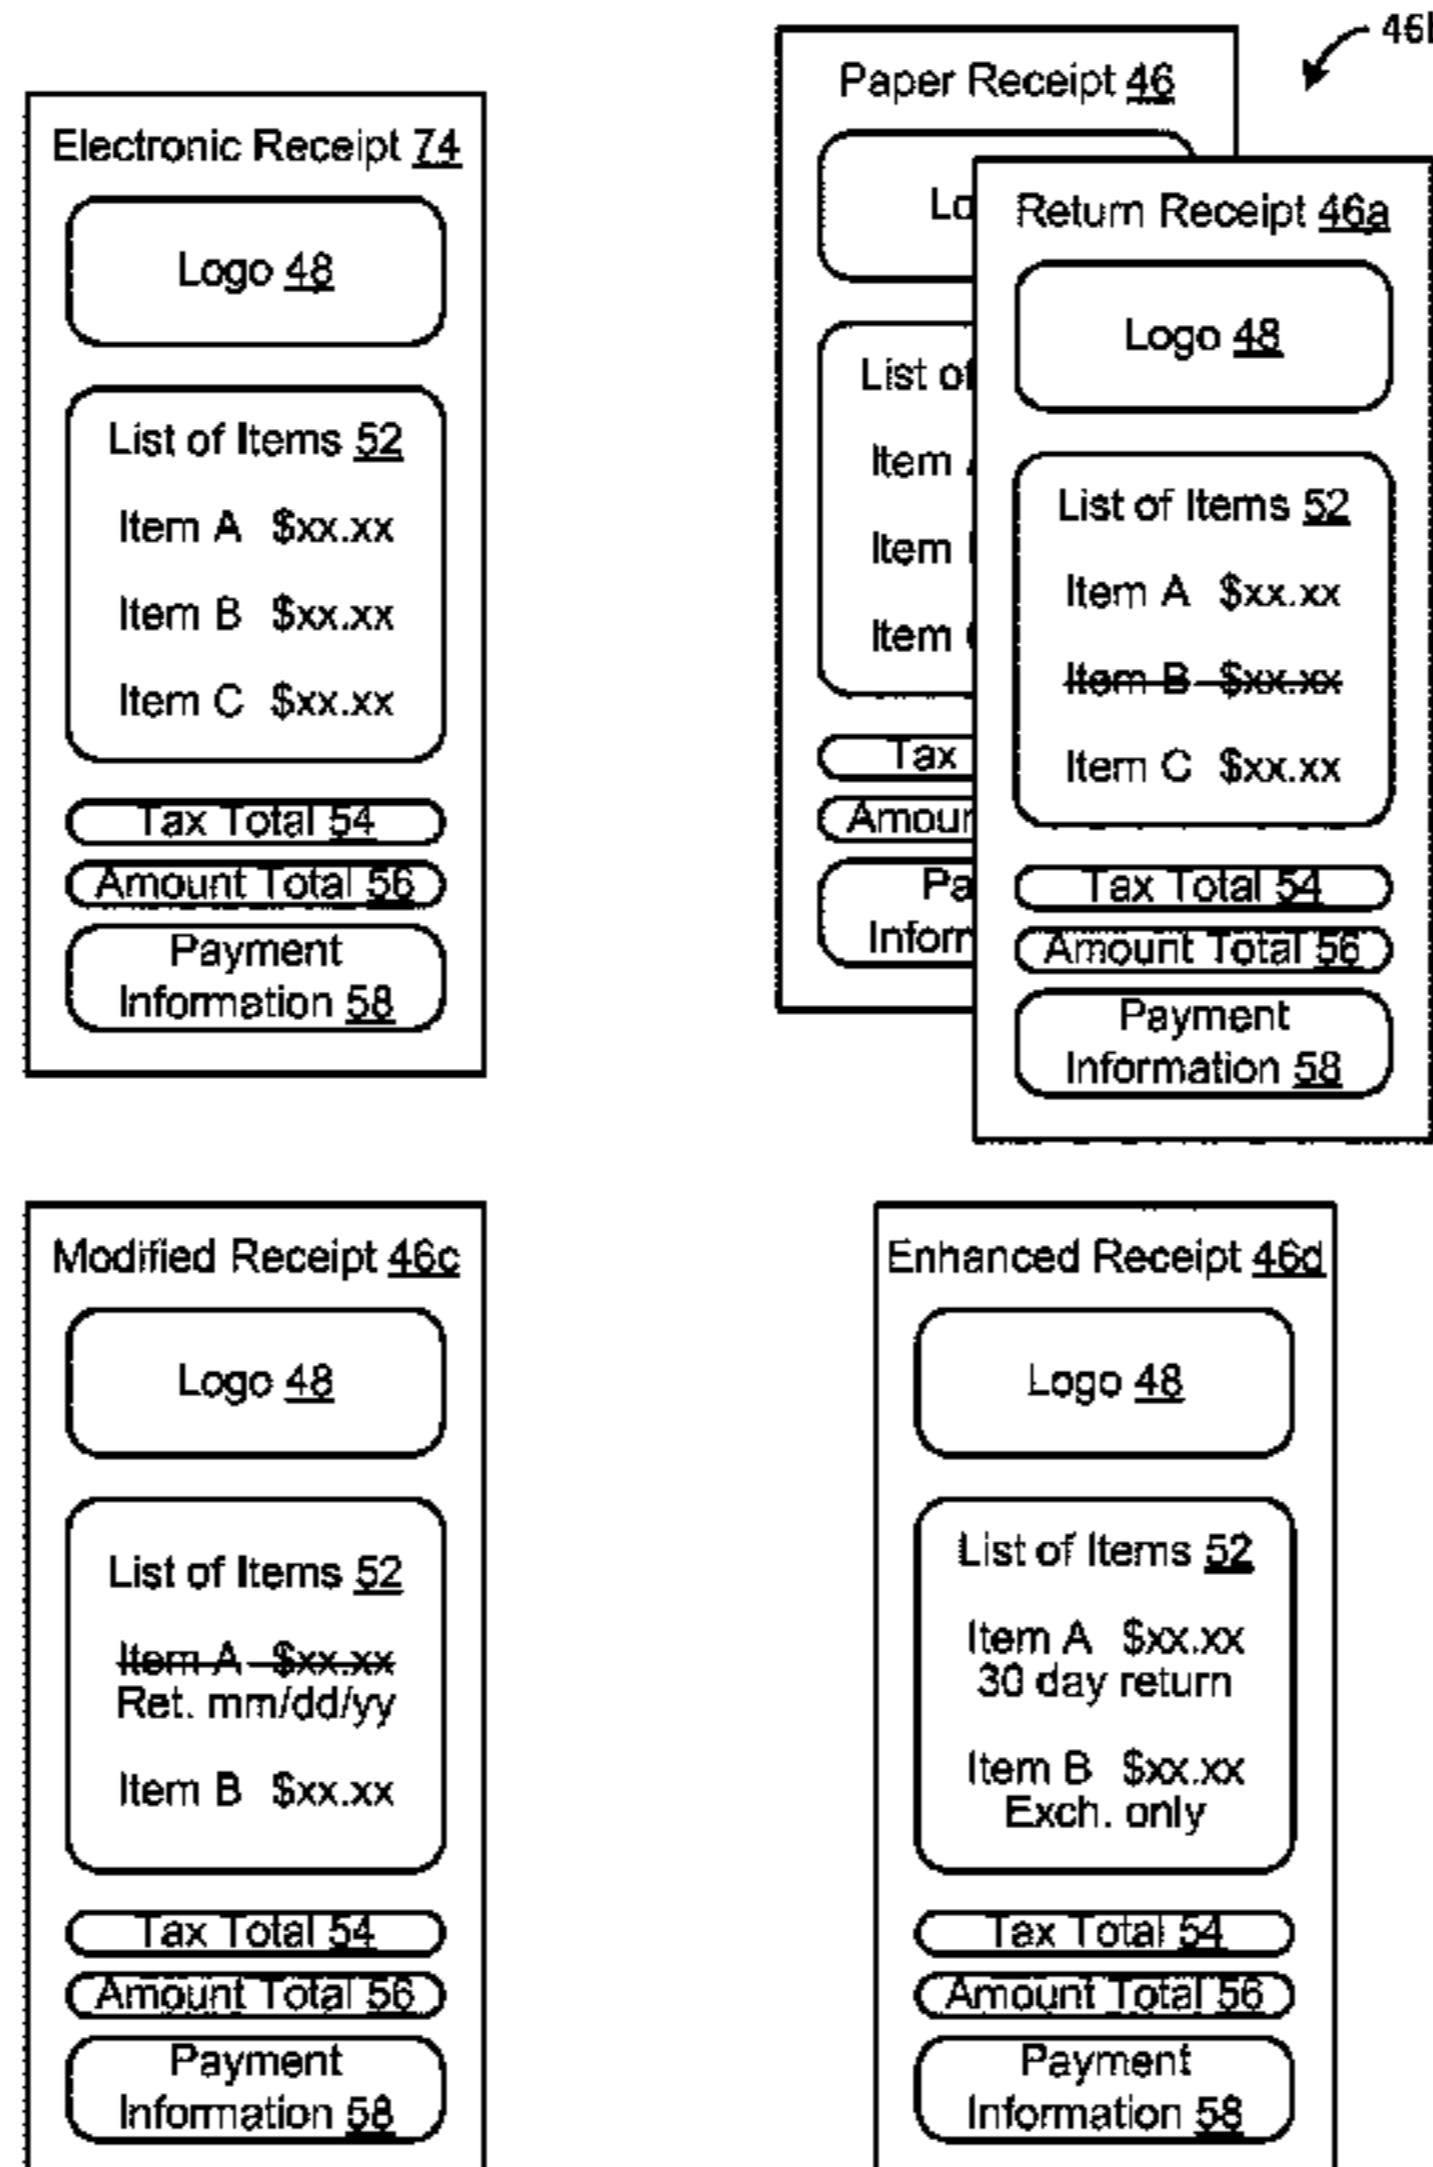 Electronic Receipt 74
Logo 48
List of Items 52
Item A $xx.xx
Item B $xx.xx
Item C $xx.xx
Tax Total 54
Amount Total 56
Payment
Information 58
Paper Receipt 46
List of
Item
Item
Item
Tax
Return Receipt 46a
Logo 48
List of Items 52
Item A $xx.xx
Item B $xx.xx
Item C $xx.xx
Tax Total 54
Amount Total 56
Payment
Information 58
Modified Receipt 46c
Logo 48
List of Items 52
Item A $xx.xx
Ret. mm/dd/yy
Item B $xx.xx
Tax Total 54
Amount Total 56
Payment
Information 58
Enhanced Receipt 46d
Logo 48
List of Items 52
Item A $xx.xx
30 day return
Item B $xx.xx
Exch. only
Tax Total 54
Amount Total 56
Payment
Information 58